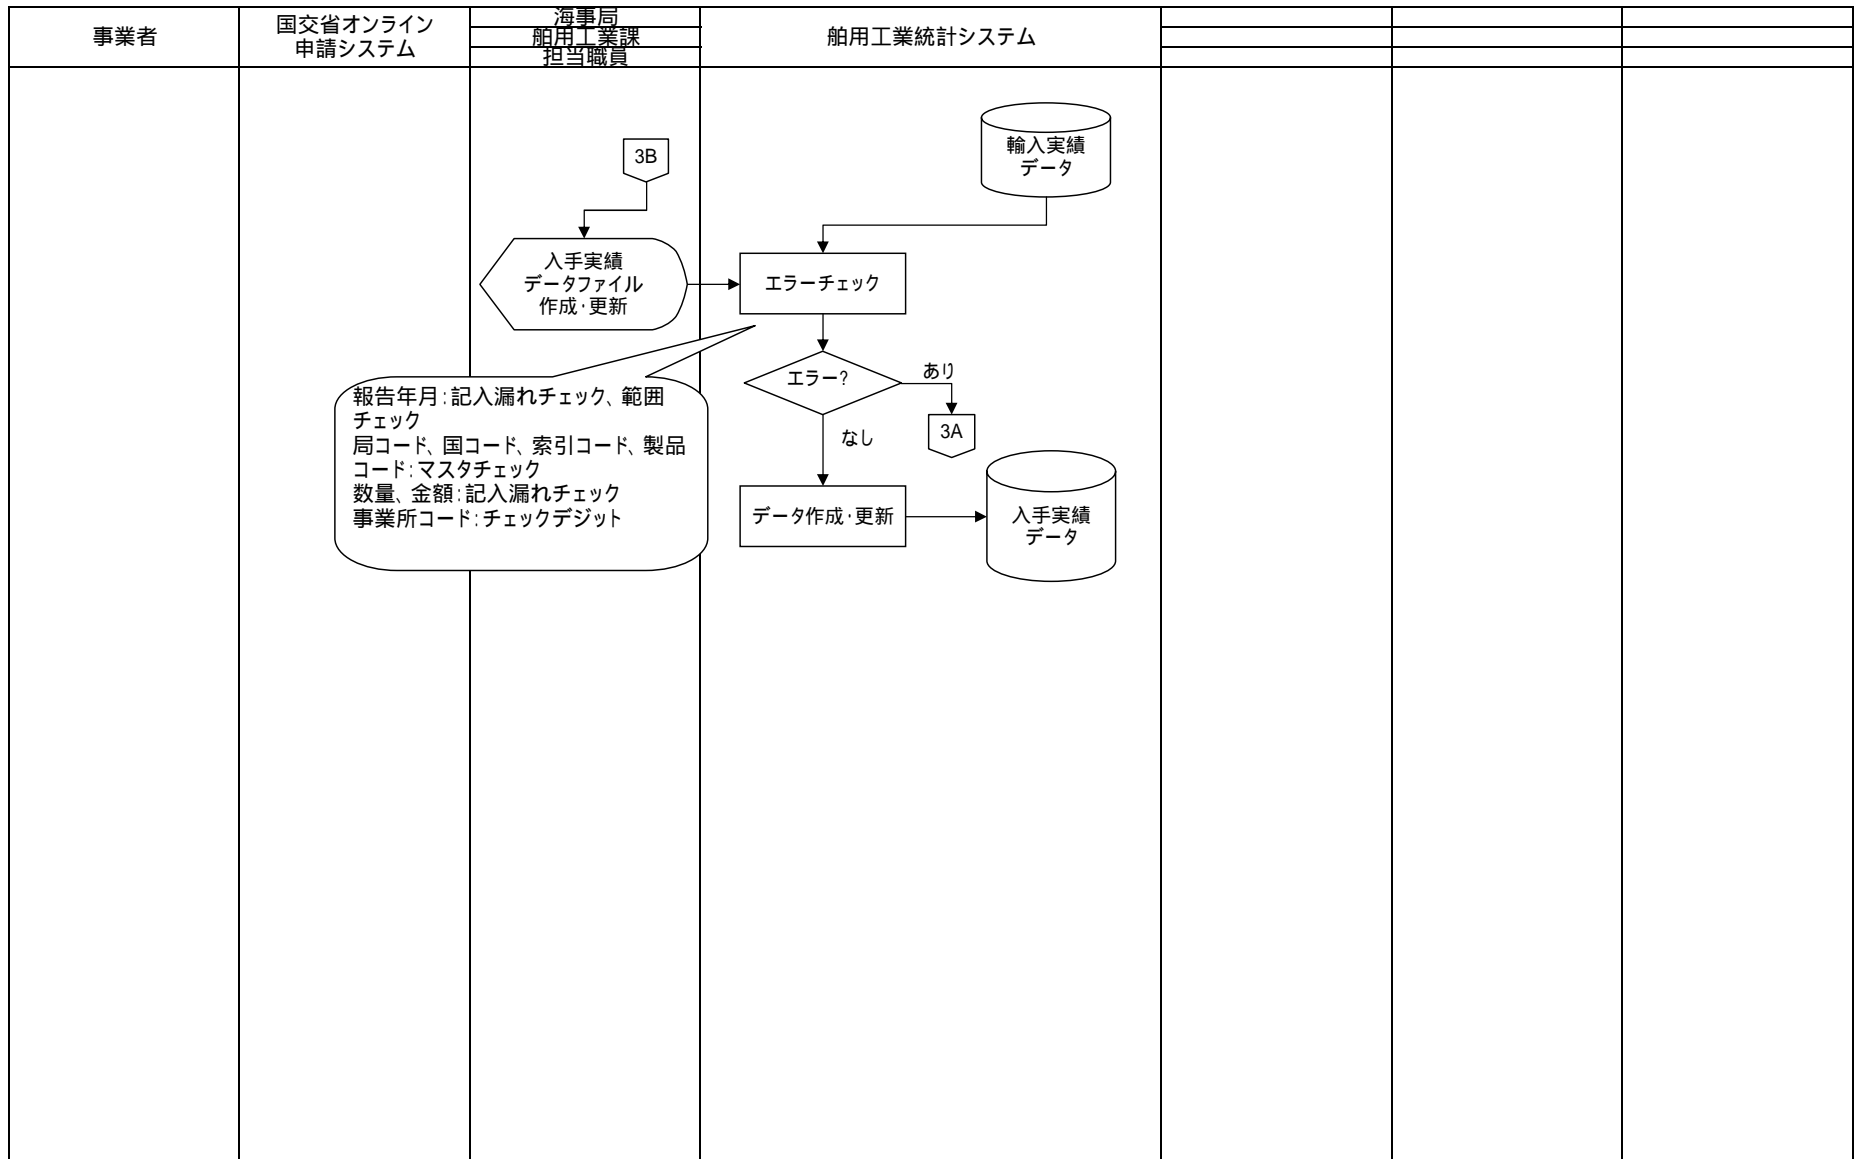 事業者
国交省オンライン
申請システム
海事局
舶用工業課
担当職員
舶用工業統計システム
3B
輸入実績
データ
入手実績
データファイル
作成・更新
エラーチェック
エラー?
あり
3A
なし
報告年月:記入漏れチェック、範囲
チェック
局コード、国コード、索引コード、製品
コード:マスタチェック
数量、金額:記入漏れチェック
事業所コード:チェックデジット
データ作成・更新
入手実績
データ